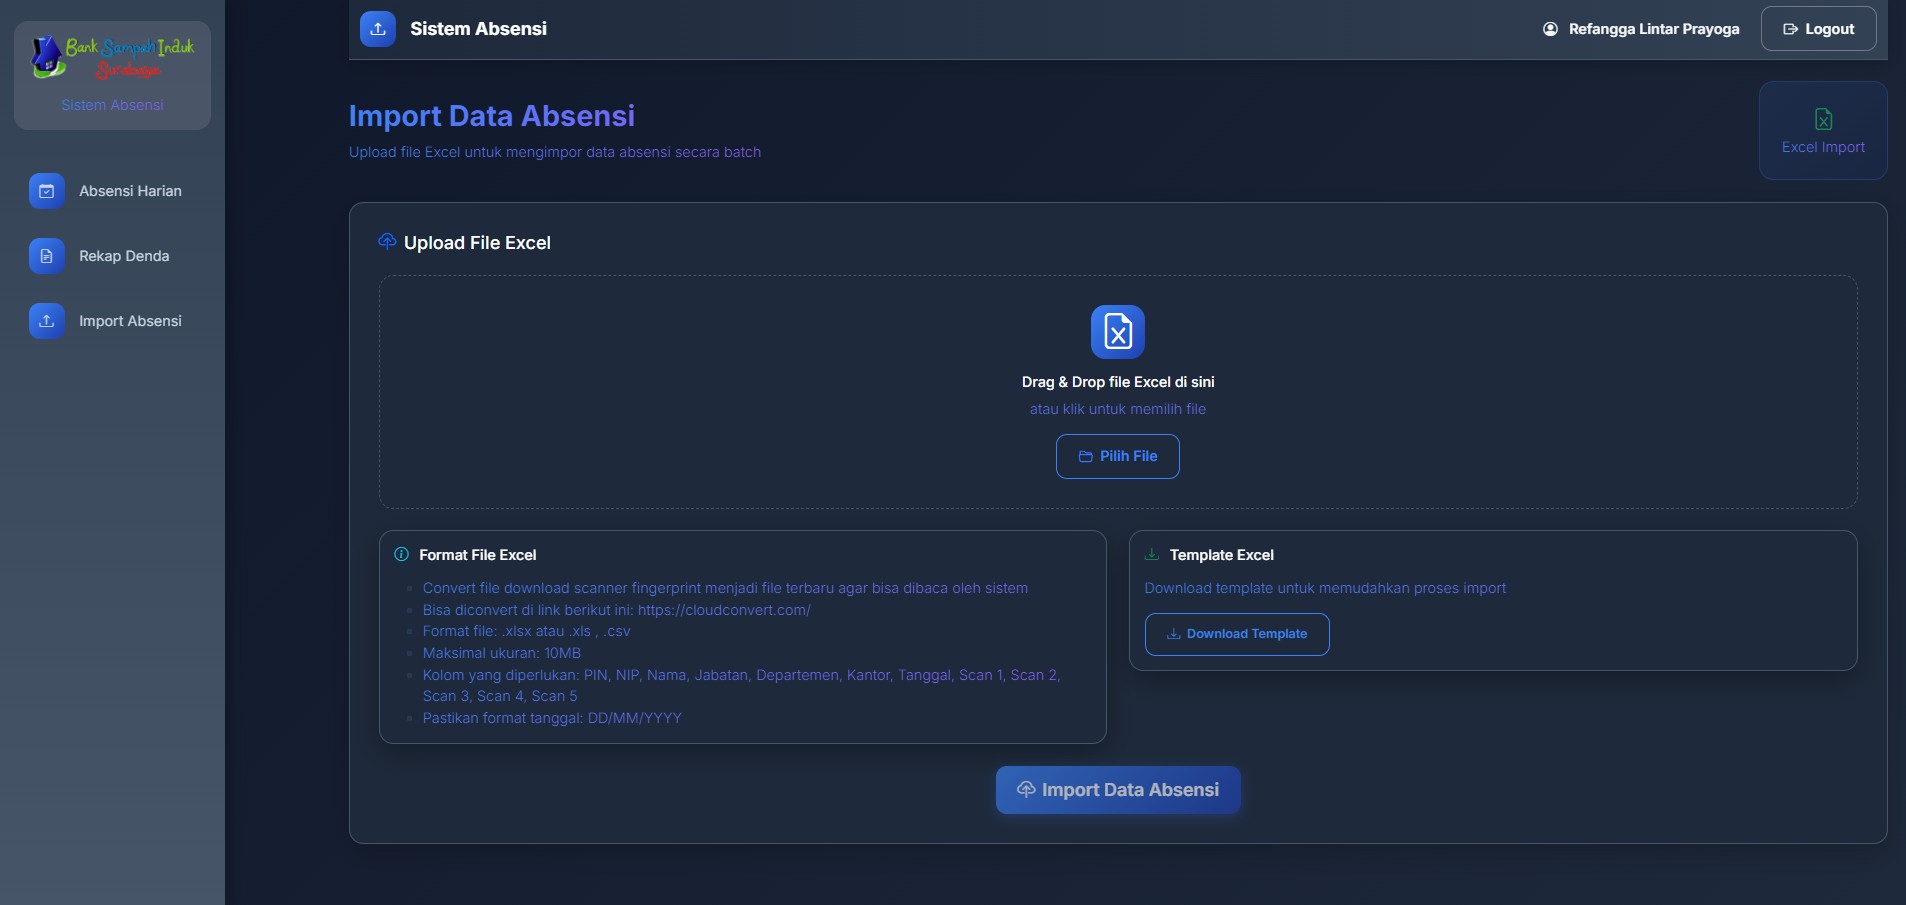 Bank Sampah Induk
Surabaya
Sistem Absensi
Absensi Harian
Rekap Denda
Import Absensi
Sistem Absensi
Refangga Lintar Prayoga
Logout
Import Data Absensi
Upload file Excel untuk mengimpor data absensi secara batch
Excel Import
Upload File Excel
Drag & Drop file Excel di sini
atau klik untuk memilih file
Pilih File
Format File Excel
Convert file download scanner fingerprint menjadi file terbaru agar bisa dibaca oleh sistem
Bisa diconvert di link berikut ini: https://cloudconvert.com/
Format file: .xlsx atau .xls , .csv
Maksimal ukuran: 10MB
Kolom yang diperlukan: PIN, NIP, Nama, Jabatan, Departemen, Kantor, Tanggal, Scan 1, Scan 2,
Scan 3, Scan 4, Scan 5
Pastikan format tanggal: DD/MM/YYYY
Template Excel
Download template untuk memudahkan proses import
Download Template
Import Data Absensi